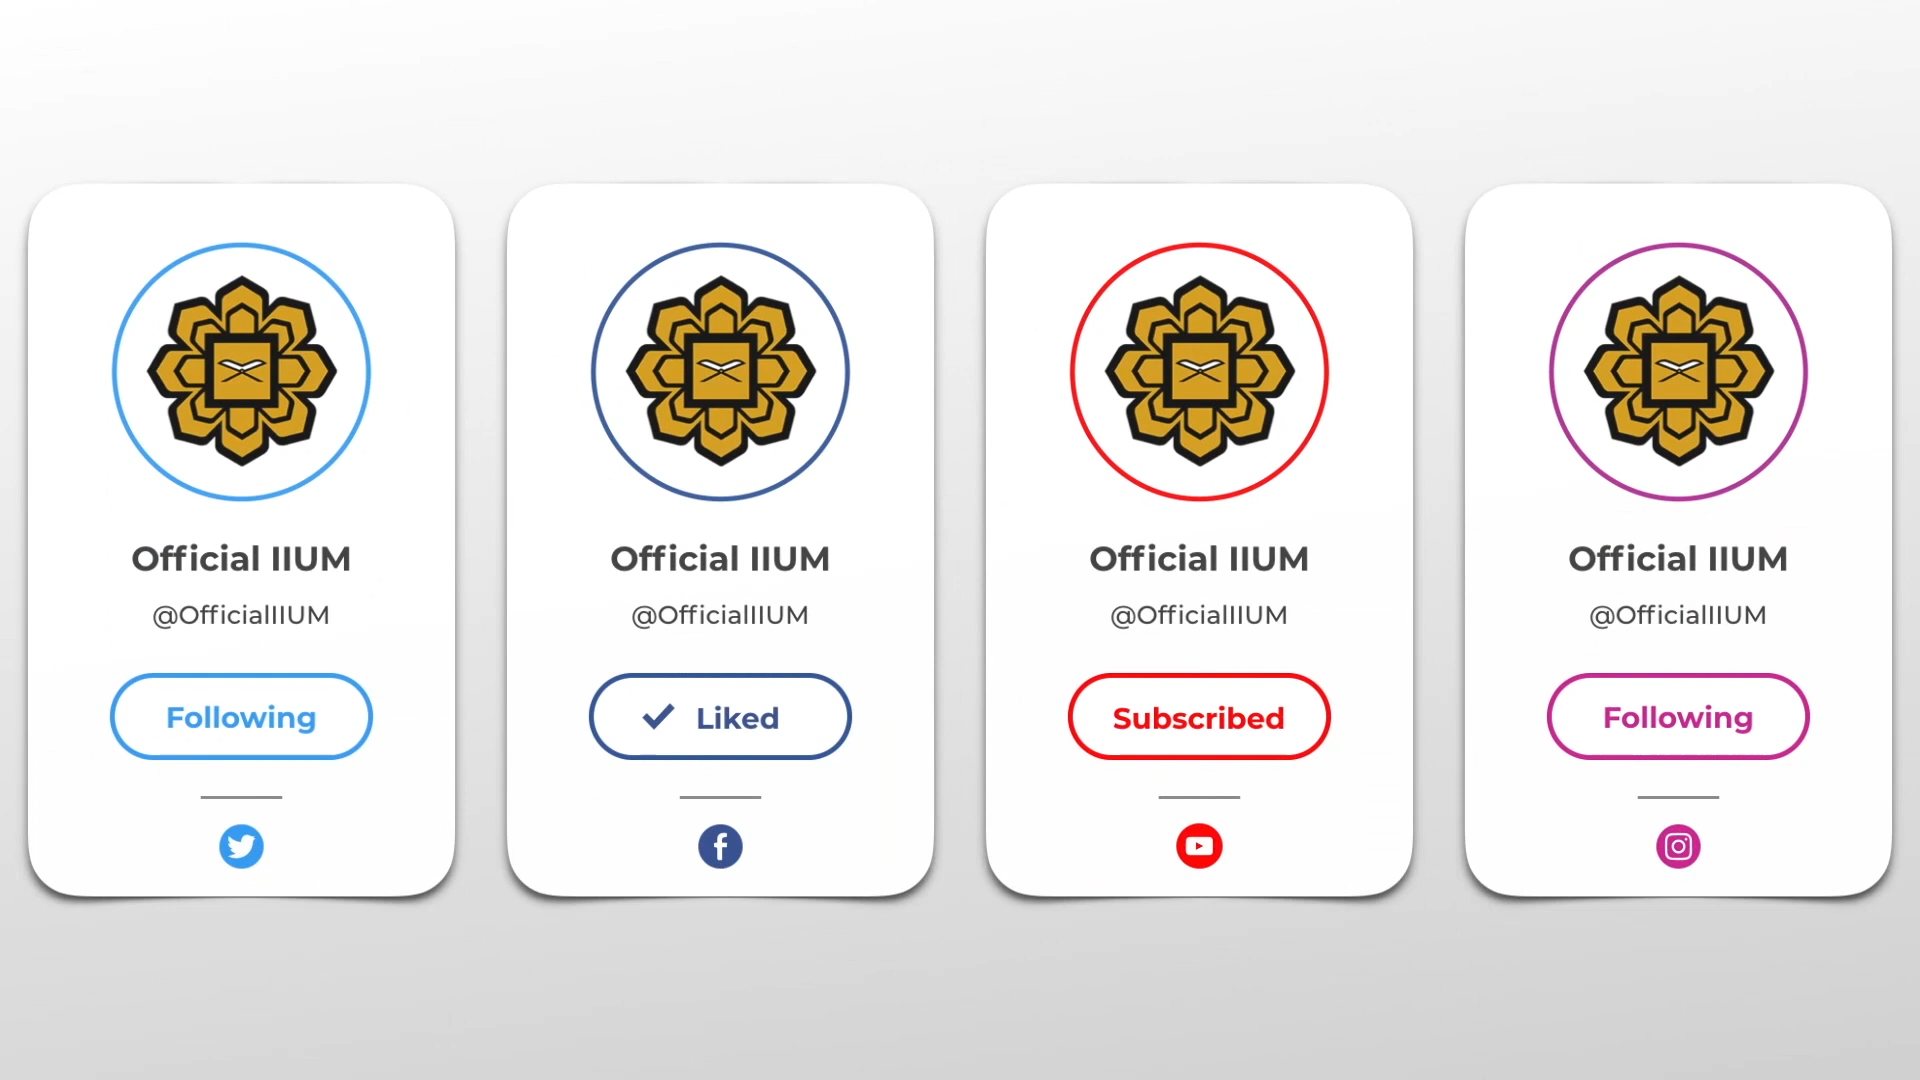 Official IIUM
@OfficialIIUM
Following
Official IIUM
@OfficialIIUM
Liked
Official IIUM
@OfficialIIUM
Subscribed
Official IIUM
@OfficialIIUM
Following